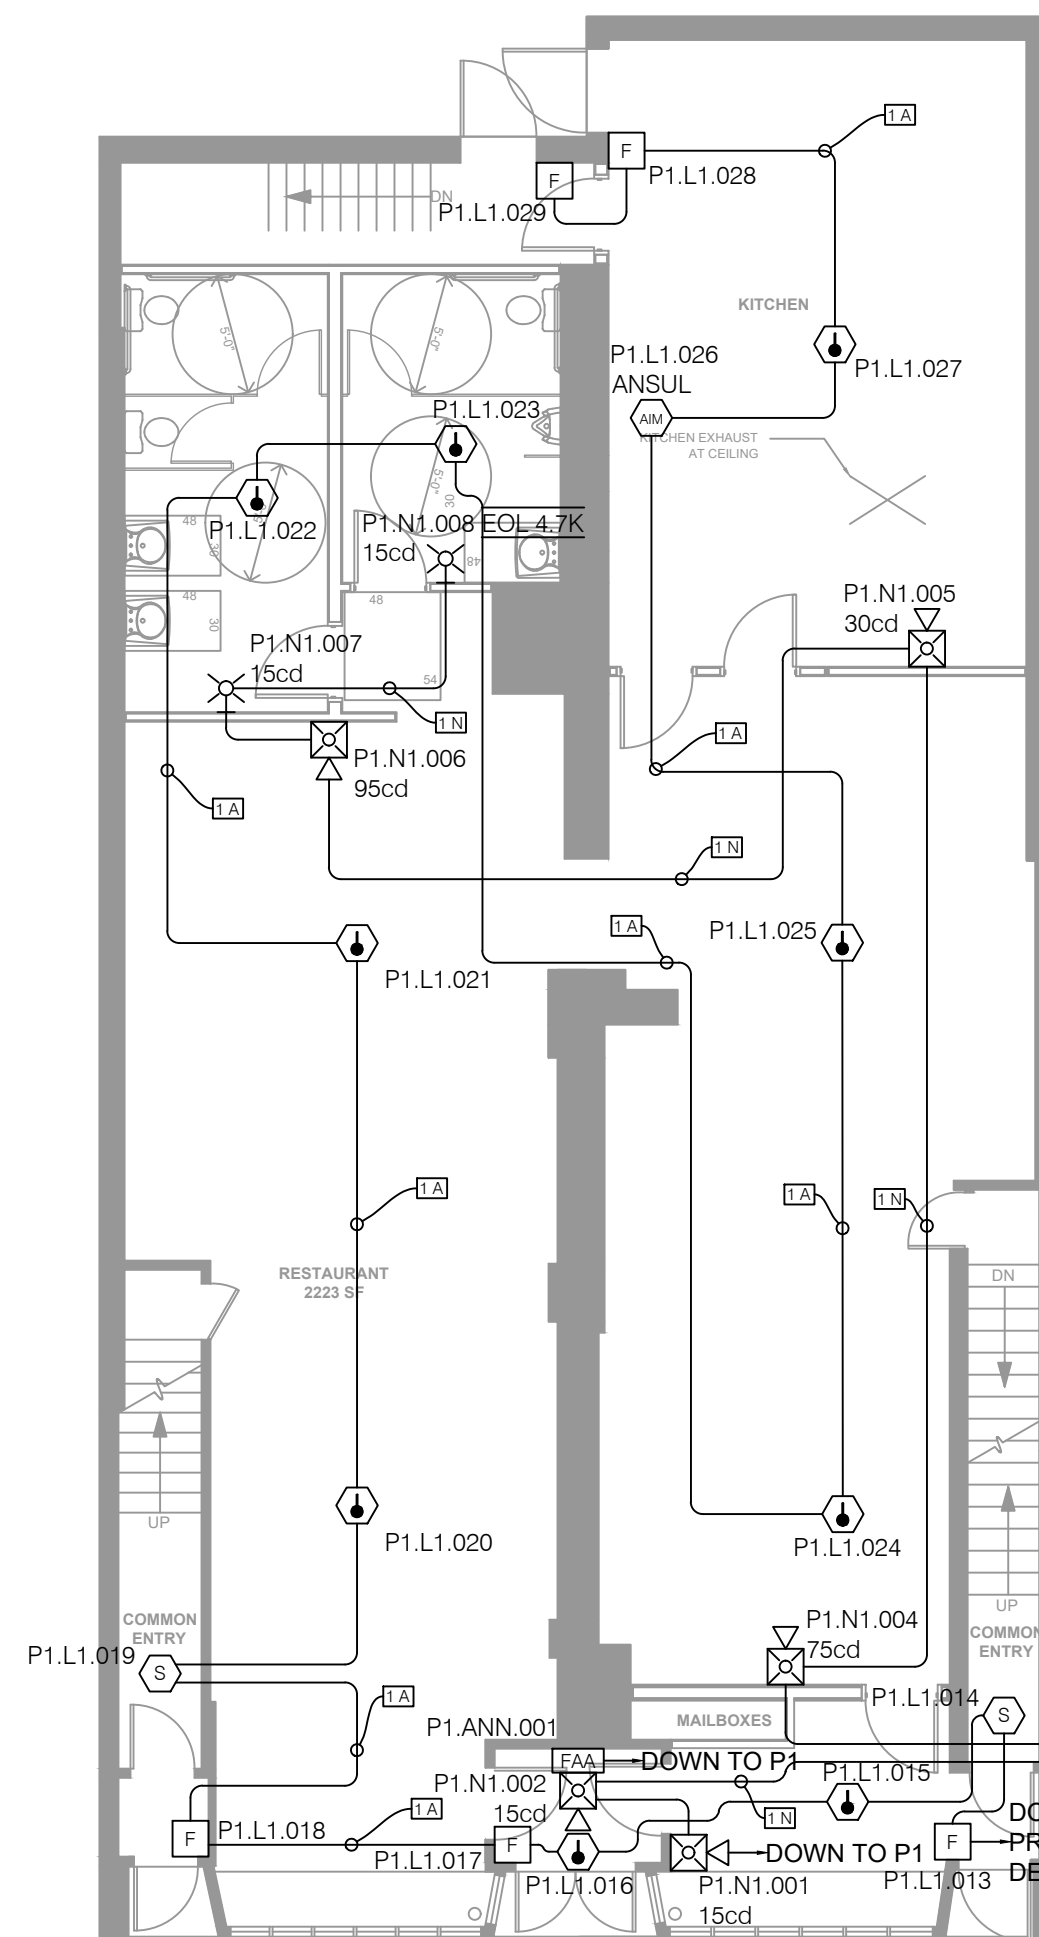 1 A
F
P1.L1.028
F
DN
P1.L1.029
KITCHEN
5'-0"
5'-0"
P1.L1.026
ANSUL
P1.L1.027
P1.L1.023
AIM
KITCHEN EXHAUST
AT CEILING
5'-0"
30
48
P1.L1.022
30
P1.N1.008 EOL 4.7K
15cd
48
48
30
48
P1.N1.005
30cd
P1.N1.007
15cd
54
1 N
1 A
P1.N1.006
95cd
1 A
1 N
1 A
P1.L1.025
P1.L1.021
1 A
1 A
1 N
RESTAURANT
2223 SF
DN
UP
P1.L1.020
P1.L1.024
UP
COMMON
ENTRY
P1.N1.004
75cd
COMMON
ENTRY
P1.L1.019
S
1 A
P1.L1.014
S
MAILBOXES
P1.ANN.001
FAA
DOWN TO P1
P1.N1.002
15cd
P1.L1.015
1 A
1 N
DO
F
P1.L1.018
F
P1.L1.017
DOWN TO P1
F
PR
P1.L1.016
P1.N1.001
15cd
P1.L1.013
DE